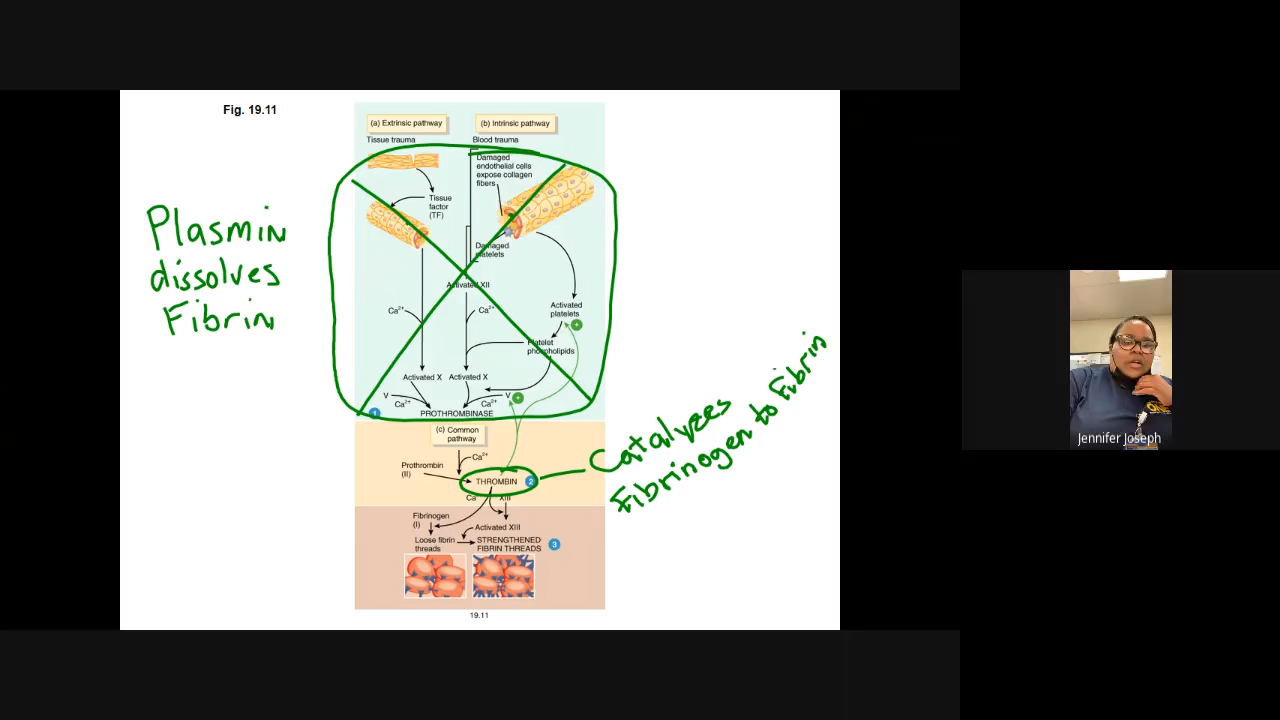 Fig. 19.11
(a) Extrinsic pathway
(b) Intrinsic pathway
Tissue trauma
Blood trauma
Damaged
endothelial cells
expose collagen
fibers
Tissue
factor
(TF)
Damaged
platelets
Activated XII
Ca2+
Ca2+
Activated
platelets
+
Platelet
phospholipids
Activated X
Activated X
V
Ca2+
Ca2+
V
+
1
PROTHROMBINASE
(c) Common
pathway
Ca2+
Prothrombin
(II)
THROMBIN
2
Ca
XIII
Fibrinogen
(I)
Activated XIII
Loose fibrin
threads
STRENGTHENED
FIBRIN THREADS
3
19.11
Plasmin
dissolves
Fibrin
Catalyzes
Fibrinogen to Fibrin
Jennifer Joseph